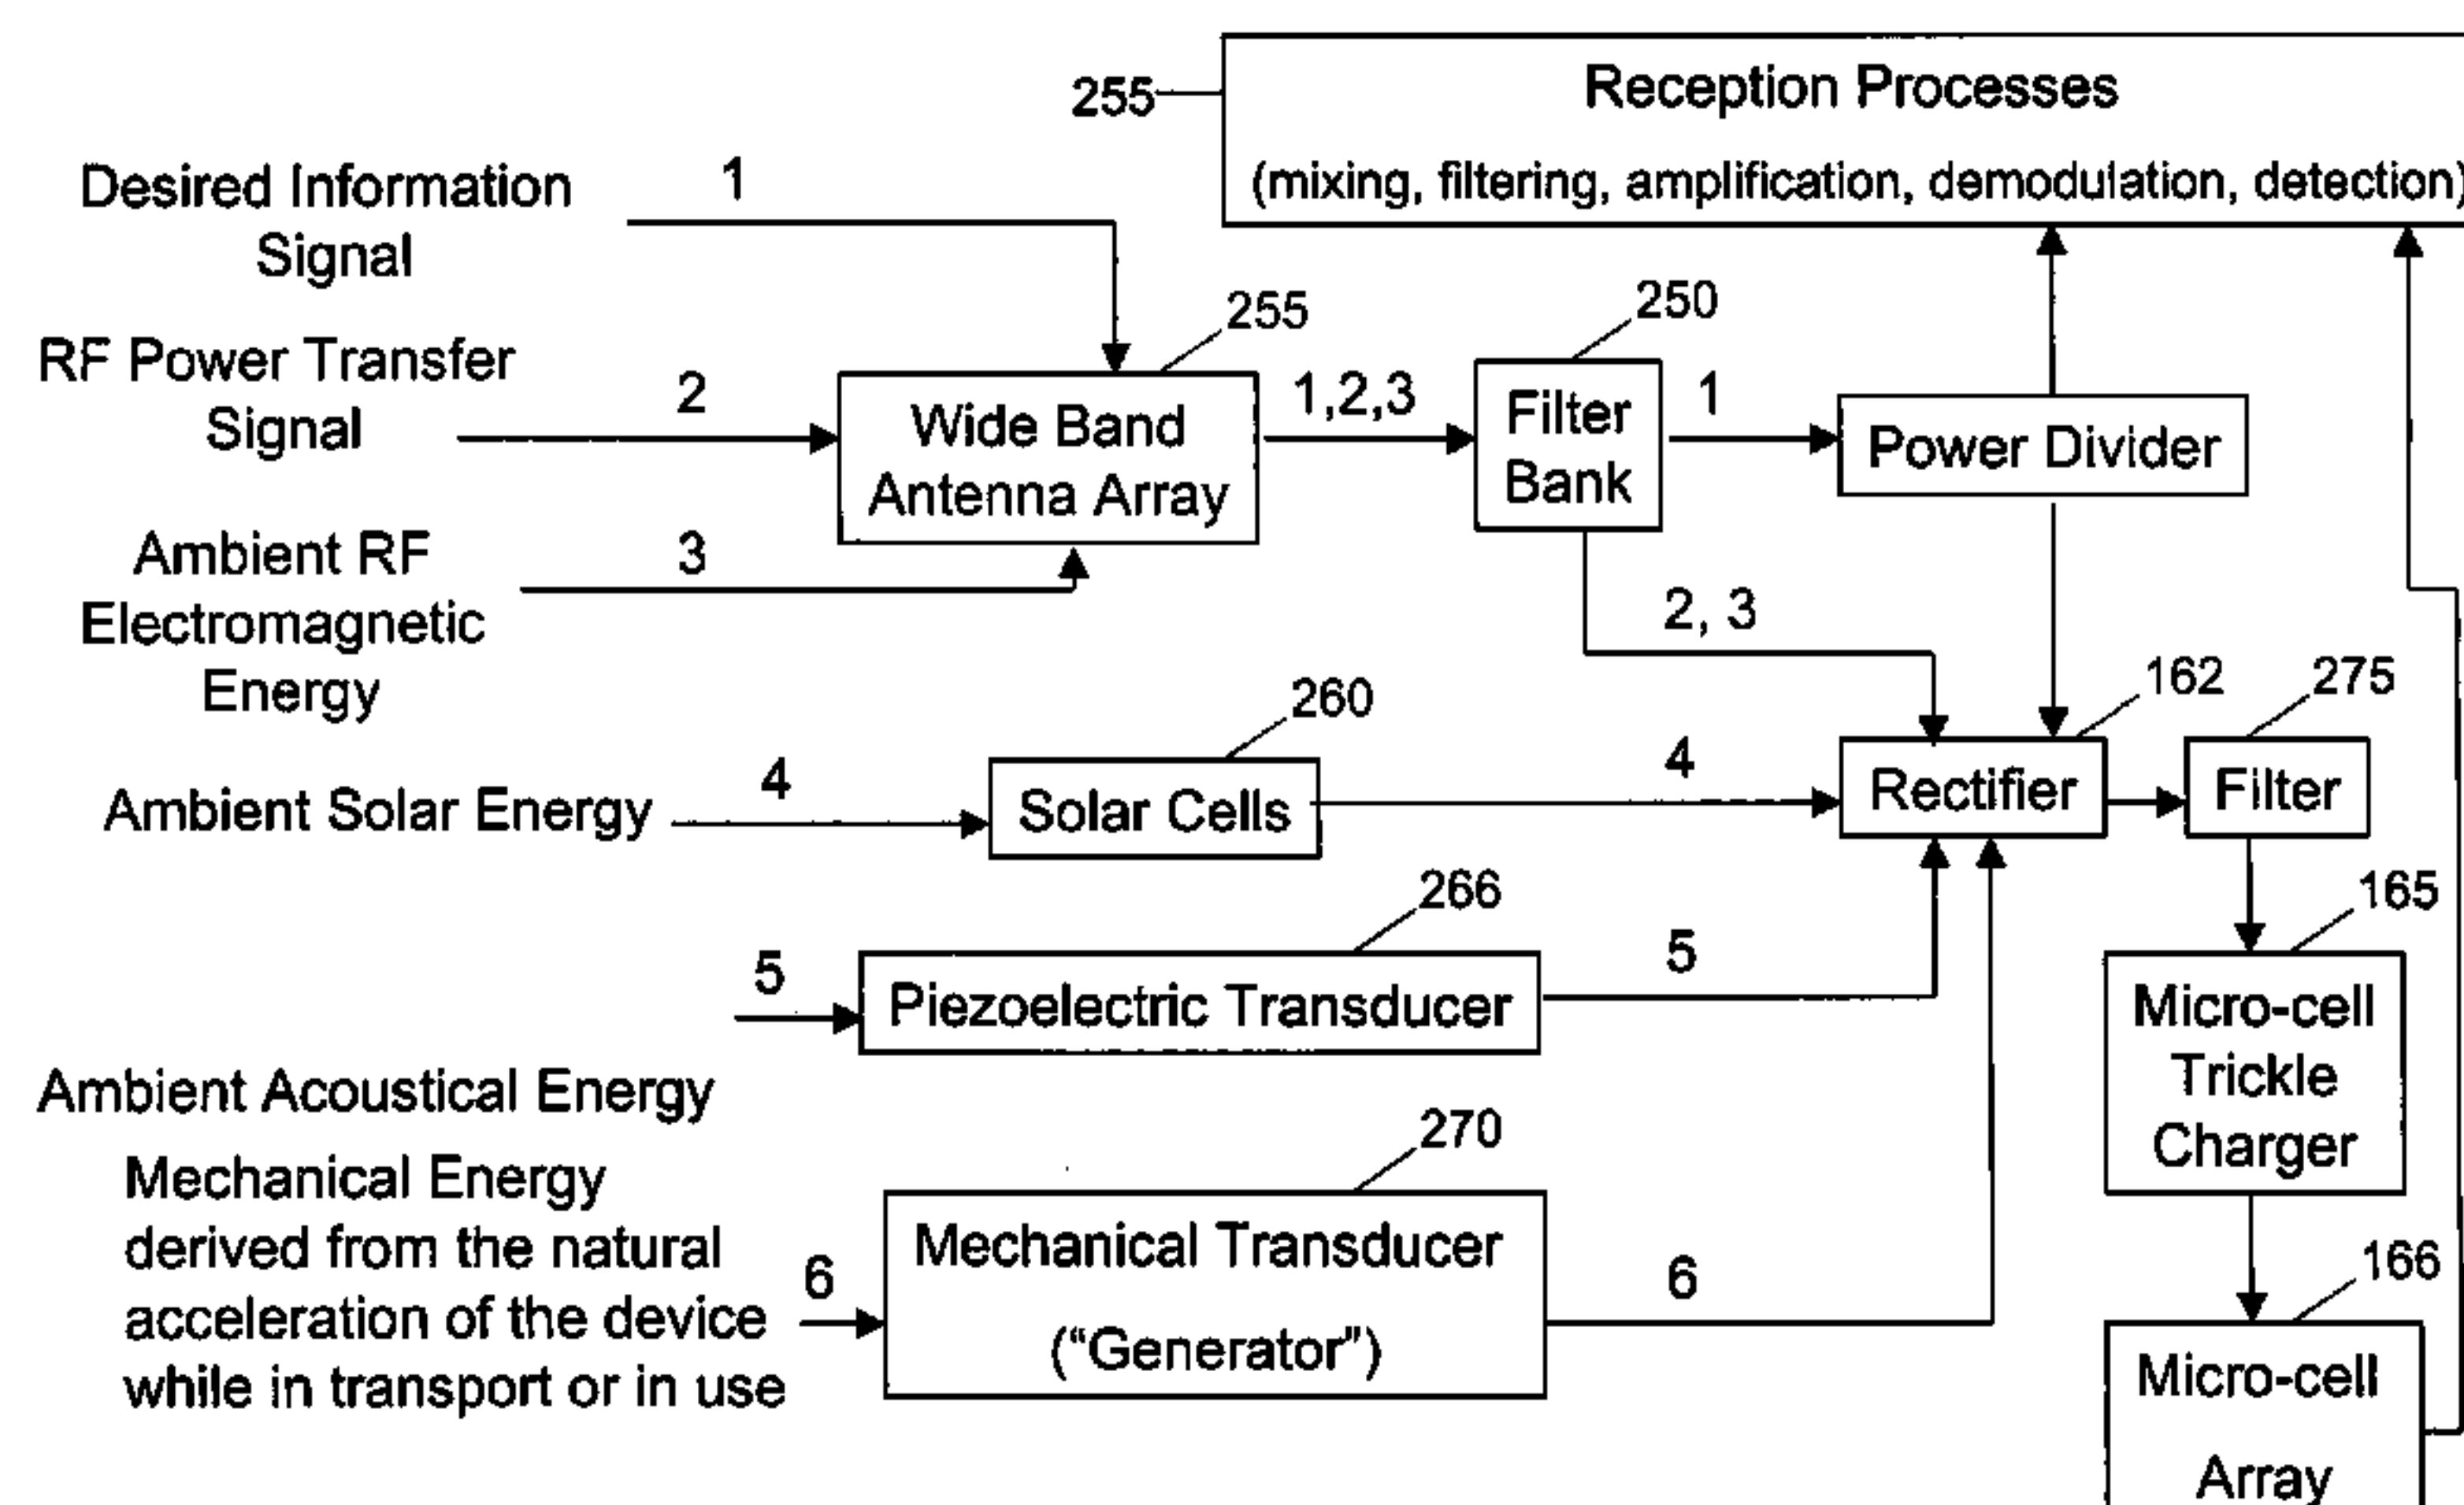 255
Reception Processes
(mixing, filtering, amplification, demodulation, detection)
Desired Information
Signal
1
RF Power Transfer
Signal
2
Ambient RF
Electromagnetic
Energy
3
255
Wide Band
Antenna Array
1,2,3
250
Filter
Bank
1
Power Divider
2, 3
Ambient Solar Energy
4
260
Solar Cells
4
162
Rectifier
275
Filter
5
266
Piezoelectric Transducer
5
Ambient Acoustical Energy
165
Micro-cell
Trickle
Charger
Mechanical Energy
derived from the natural
acceleration of the device
while in transport or in use
6
270
Mechanical Transducer
(“Generator”)
6
166
Micro-cell
Array